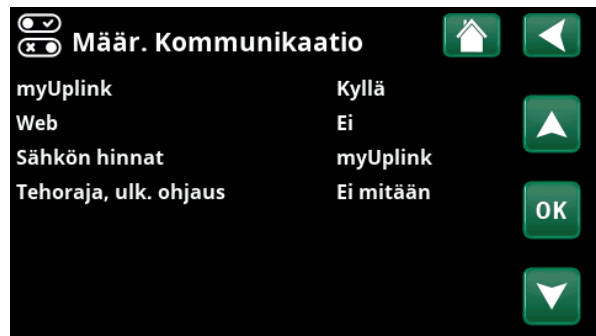 Määr. Kommunikaatio
myUplink Kyllä
Web Ei
Sähkön hinnat myUplink
Tehoraja, ulk. ohjaus Ei mitään
OK